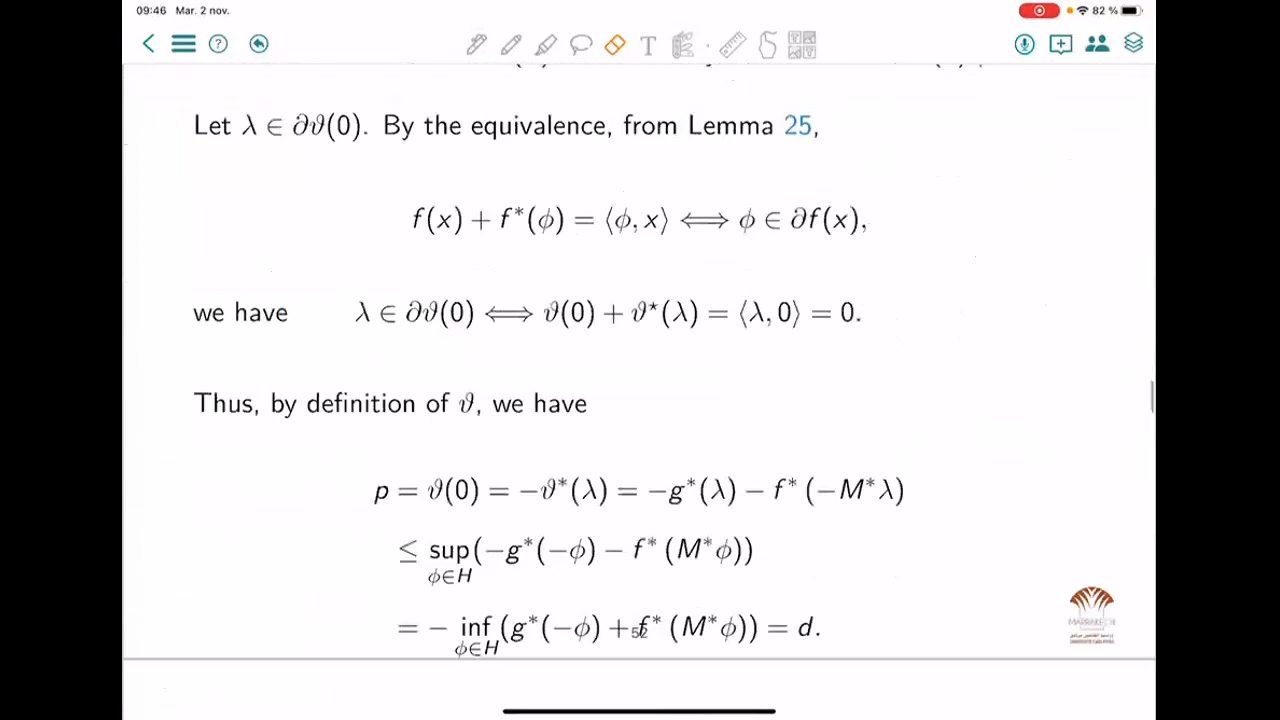 09:46 Mar. 2 nov.
82 %
Let λ ∈ ∂ϑ(0). By the equivalence, from Lemma 25,
f(x) + f*(ϕ) = ⟨ϕ, x⟩ ⟺ ϕ ∈ ∂f(x),
we have λ ∈ ∂ϑ(0) ⟺ ϑ(0) + ϑ⋆(λ) = ⟨λ, 0⟩ = 0.
Thus, by definition of ϑ, we have
p = ϑ(0) = −ϑ*(λ) = −g*(λ) − f* (−M*λ)
≤ sup(−g*(−ϕ) − f* (M*ϕ))
ϕ∈H
= − inf (g*(−ϕ) + f* (M*ϕ)) = d.
ϕ∈H